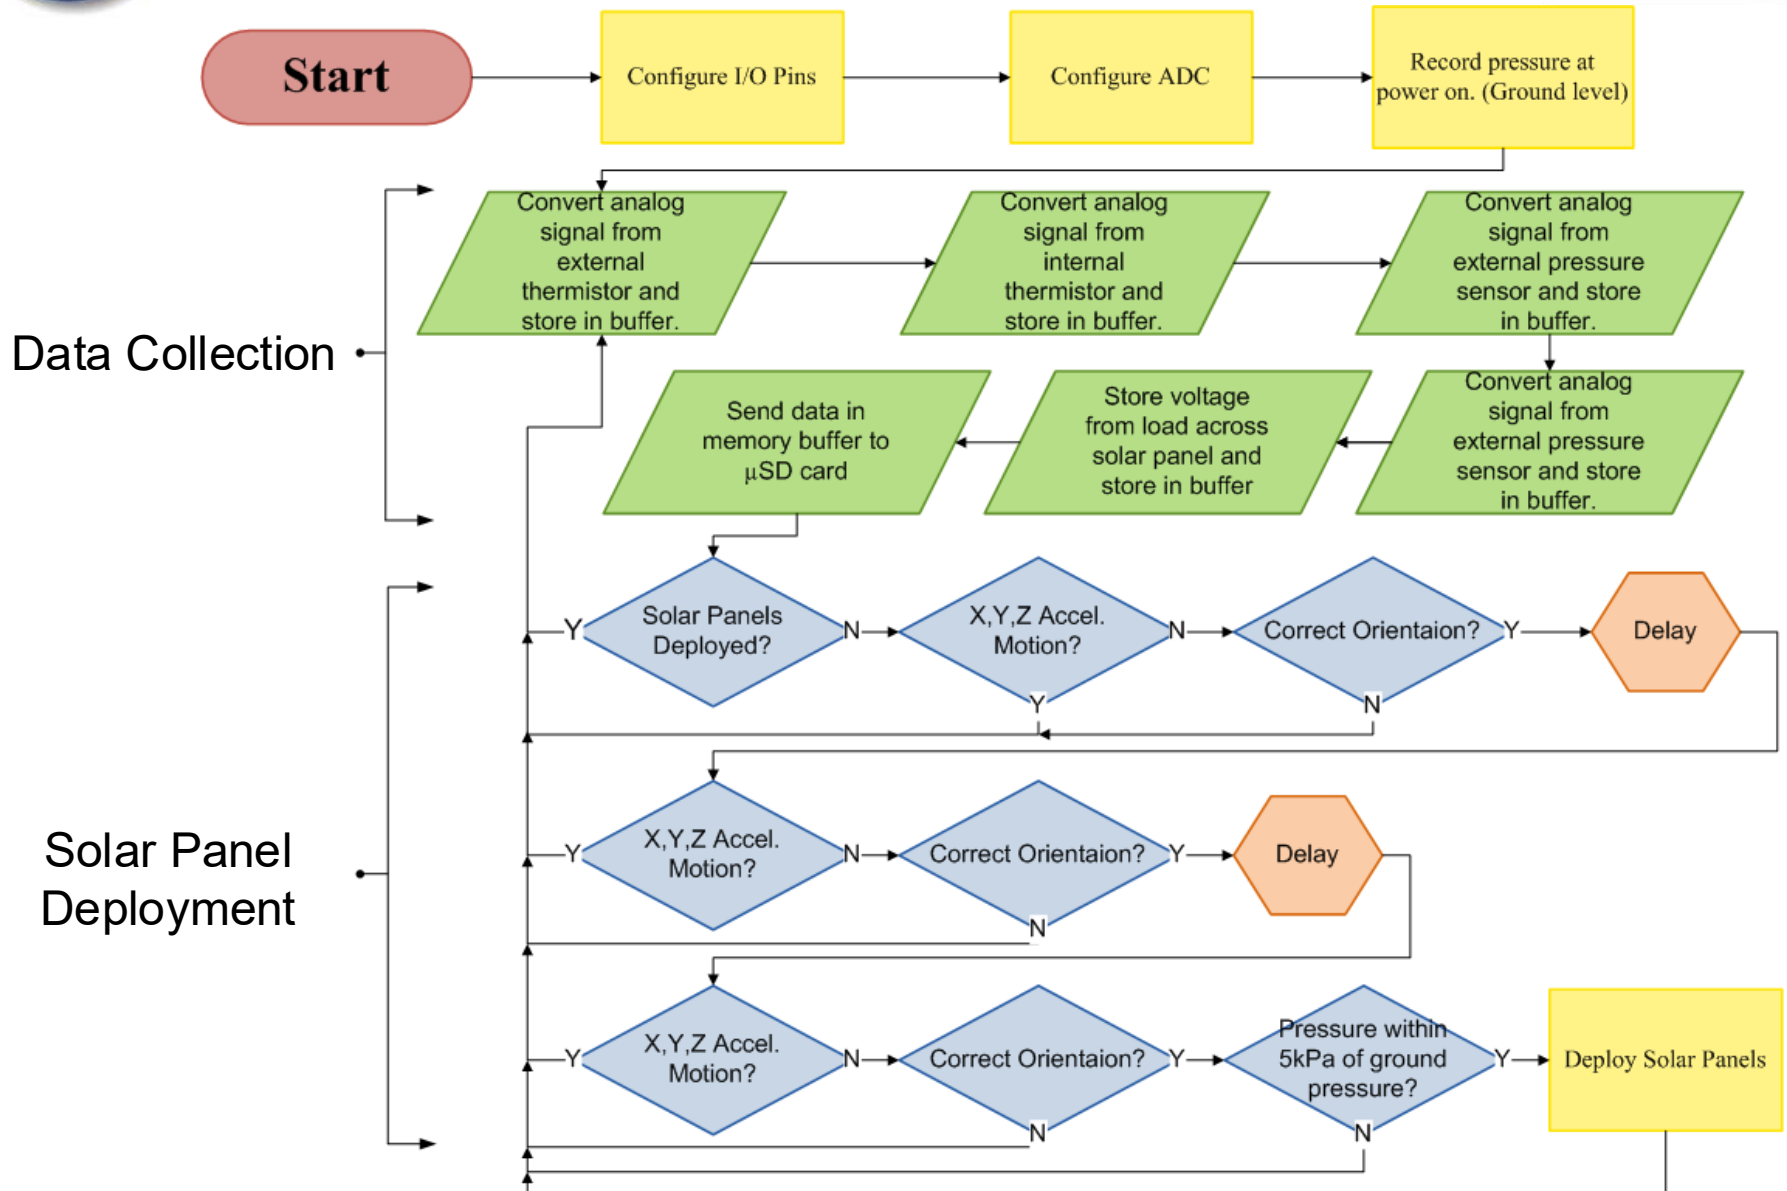 Start
Configure I/O Pins
Configure ADC
Record pressure at
power on. (Ground level)
Data Collection
Convert analog
signal from
external
thermistor and
store in buffer.
Convert analog
signal from
internal
thermistor and
store in buffer.
Convert analog
signal from
external pressure
sensor and store
in buffer.
Convert analog
signal from
external pressure
sensor and store
in buffer.
Store voltage
from load across
solar panel and
store in buffer
Send data in
memory buffer to
µSD card
Solar Panel
Deployment
Y
Solar Panels
Deployed?
N
X,Y,Z Accel.
Motion?
N
Y
Correct Orientaion?
Y
N
Delay
Y
X,Y,Z Accel.
Motion?
N
Correct Orientaion?
Y
N
Delay
Y
X,Y,Z Accel.
Motion?
N
Correct Orientaion?
Y
N
Pressure within
5kPa of ground
pressure?
Y
N
Deploy Solar Panels